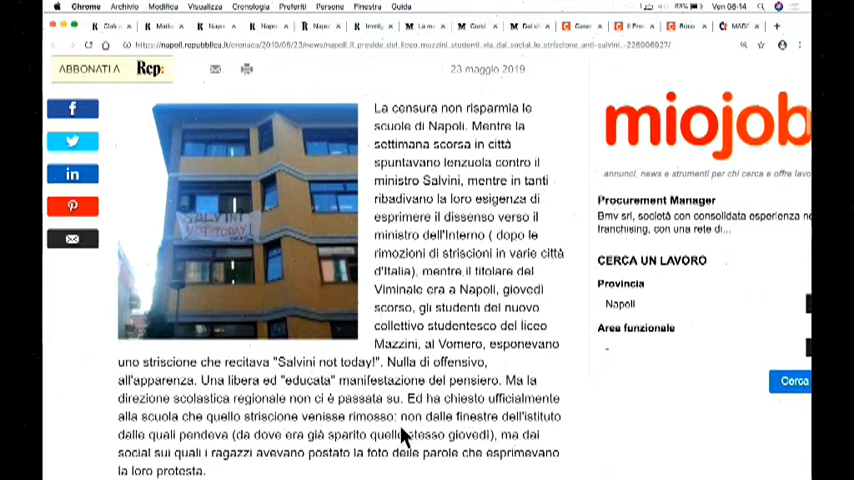 Chrome Archivio Modifica Visualizza Cronologia Preferiti Persone Finestra Guida
83% Ven 08:14
ABBONATI A Rep:
23 maggio 2019
La censura non risparmia le
scuole di Napoli. Mentre la
settimana scorsa in città
spuntavano lenzuola contro il
ministro Salvini, mentre in tanti
ribadivano la loro esigenza di
esprimere il dissenso verso il
ministro dell'Interno ( dopo le
rimozioni di striscioni in varie città
d'Italia), mentre il titolare del
Viminale era a Napoli, giovedì
scorso, gli studenti del nuovo
collettivo studentesco del liceo
Mazzini, al Vomero, esponevano
uno striscione che recitava "Salvini not today!". Nulla di offensivo,
all'apparenza. Una libera ed "educata" manifestazione del pensiero. Ma la
direzione scolastica regionale non ci è passata su. Ed ha chiesto ufficialmente
alla scuola che quello striscione venisse rimosso: non dalle finestre dell'istituto
dalle quali pendeva (da dove era già sparito quello stesso giovedì), ma dai
social sui quali i ragazzi avevano postato la foto delle parole che esprimevano
la loro protesta.
SALVINI
NOT TODAY!
miojob
annunci, news e strumenti per chi cerca e offre lavo
Procurement Manager
Bmv srl, società con consolidata esperienza ne
franchising, con una rete di...
CERCA UN LAVORO
Provincia
Napoli
Area funzionale
-
Cerca